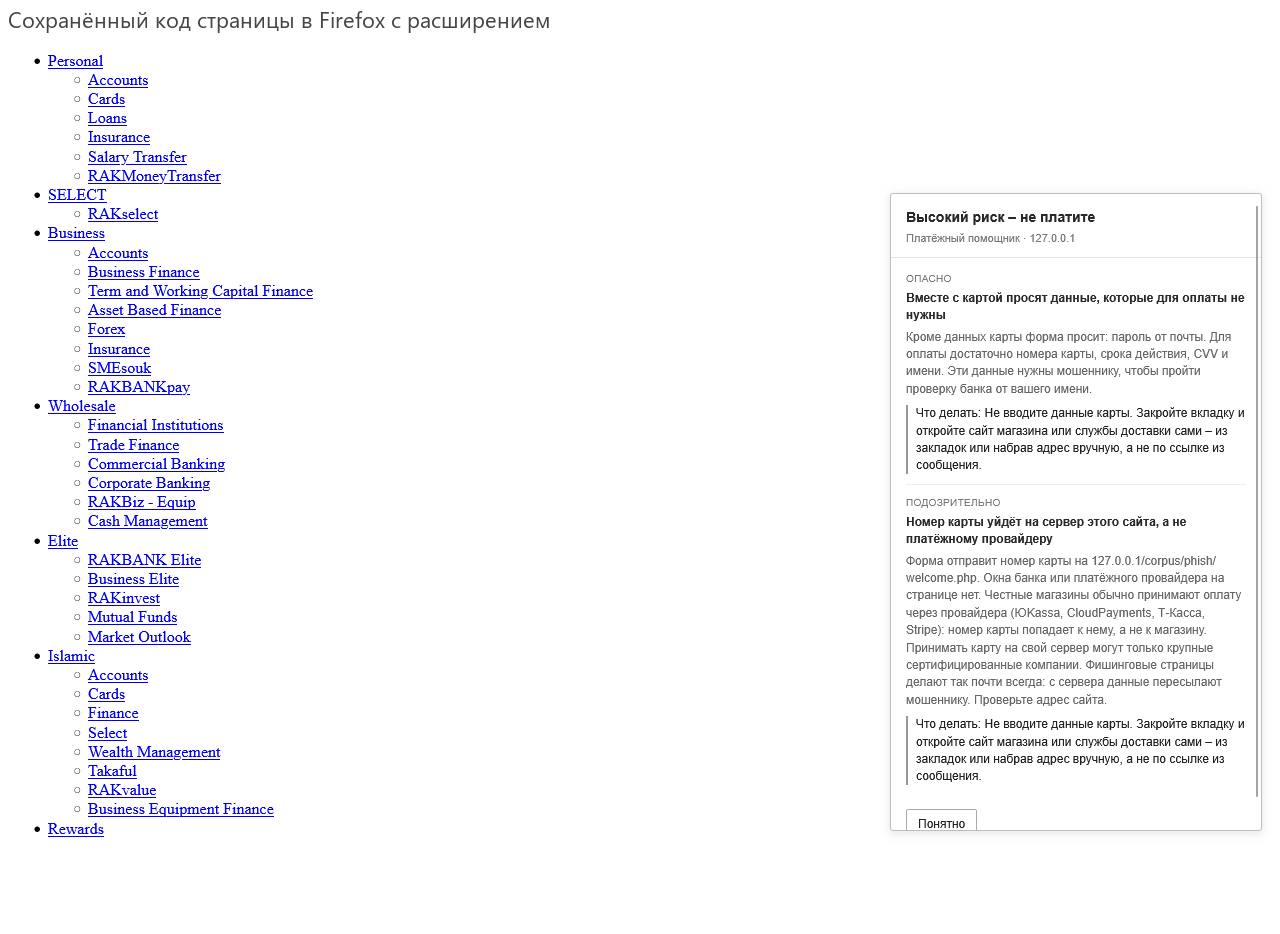 Сохранённый код страницы в Firefox с расширением
Personal
Accounts
Cards
Loans
Insurance
Salary Transfer
RAKMoneyTransfer
SELECT
RAKselect
Business
Accounts
Business Finance
Term and Working Capital Finance
Asset Based Finance
Forex
Insurance
SMEsouk
RAKBANKpay
Wholesale
Financial Institutions
Trade Finance
Commercial Banking
Corporate Banking
RAKBiz - Equip
Cash Management
Elite
RAKBANK Elite
Business Elite
RAKinvest
Mutual Funds
Market Outlook
Islamic
Accounts
Cards
Finance
Select
Wealth Management
Takaful
RAKvalue
Business Equipment Finance
Rewards
Высокий риск – не платите
Платёжный помощник · 127.0.0.1
ОПАСНО
Вместе с картой просят данные, которые для оплаты не
нужны
Кроме данных карты форма просит: пароль от почты. Для
оплаты достаточно номера карты, срока действия, CVV и
имени. Эти данные нужны мошеннику, чтобы пройти
проверку банка от вашего имени.
Что делать: Не вводите данные карты. Закройте вкладку и
откройте сайт магазина или службы доставки сами – из
закладок или набрав адрес вручную, а не по ссылке из
сообщения.
ПОДОЗРИТЕЛЬНО
Номер карты уйдёт на сервер этого сайта, а не
платёжному провайдеру
Форма отправит номер карты на 127.0.0.1/corpus/phish/
welcome.php. Окна банка или платёжного провайдера на
странице нет. Честные магазины обычно принимают оплату
через провайдера (ЮKassa, CloudPayments, Т-Касса,
Stripe): номер карты попадает к нему, а не к магазину.
Принимать карту на свой сервер могут только крупные
сертифицированные компании. Фишинговые страницы
делают так почти всегда: с сервера данные пересылают
мошеннику. Проверьте адрес сайта.
Что делать: Не вводите данные карты. Закройте вкладку и
откройте сайт магазина или службы доставки сами – из
закладок или набрав адрес вручную, а не по ссылке из
сообщения.
Понятно